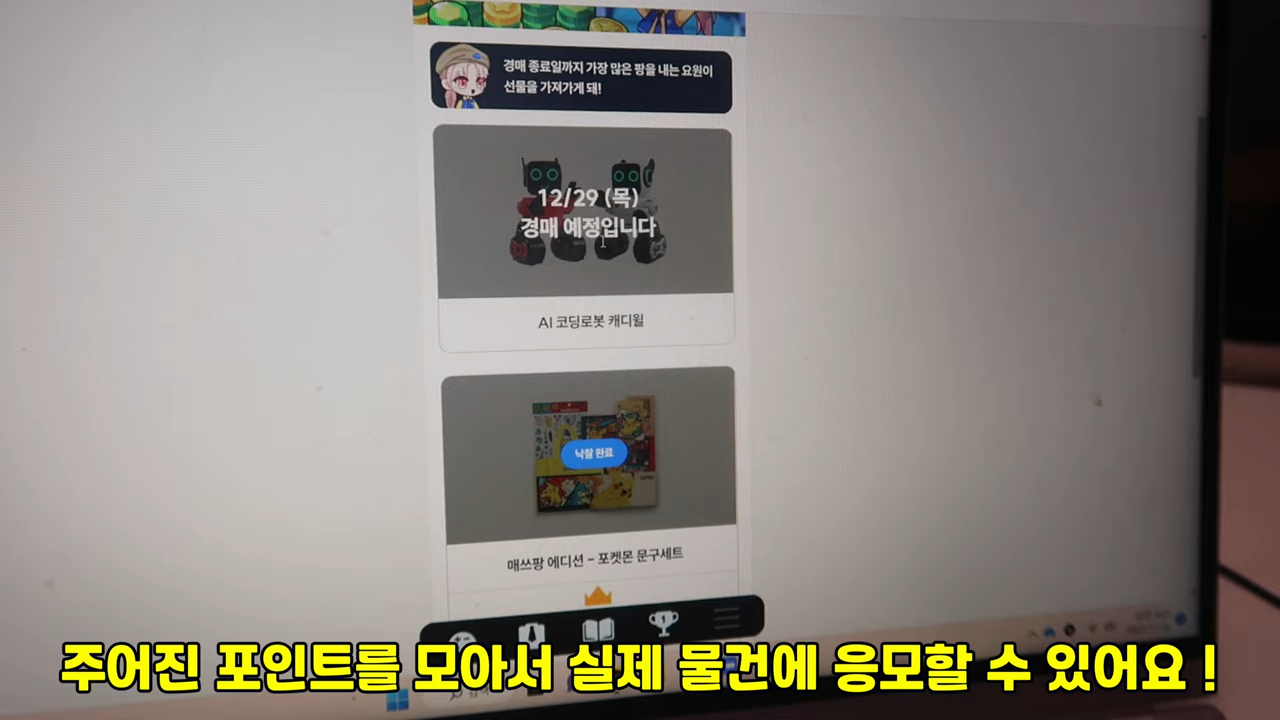 경매 종료일까지 가장 많은 팡을 내는 요원이
선물을 가져가게 돼!
12/29 (목)
경매 예정입니다
AI 코딩로봇 캐디윌
낙찰 완료
매쓰팡 에디션 - 포켓몬 문구세트
주어진 포인트를 모아서 실제 물건에 응모할 수 있어요 !